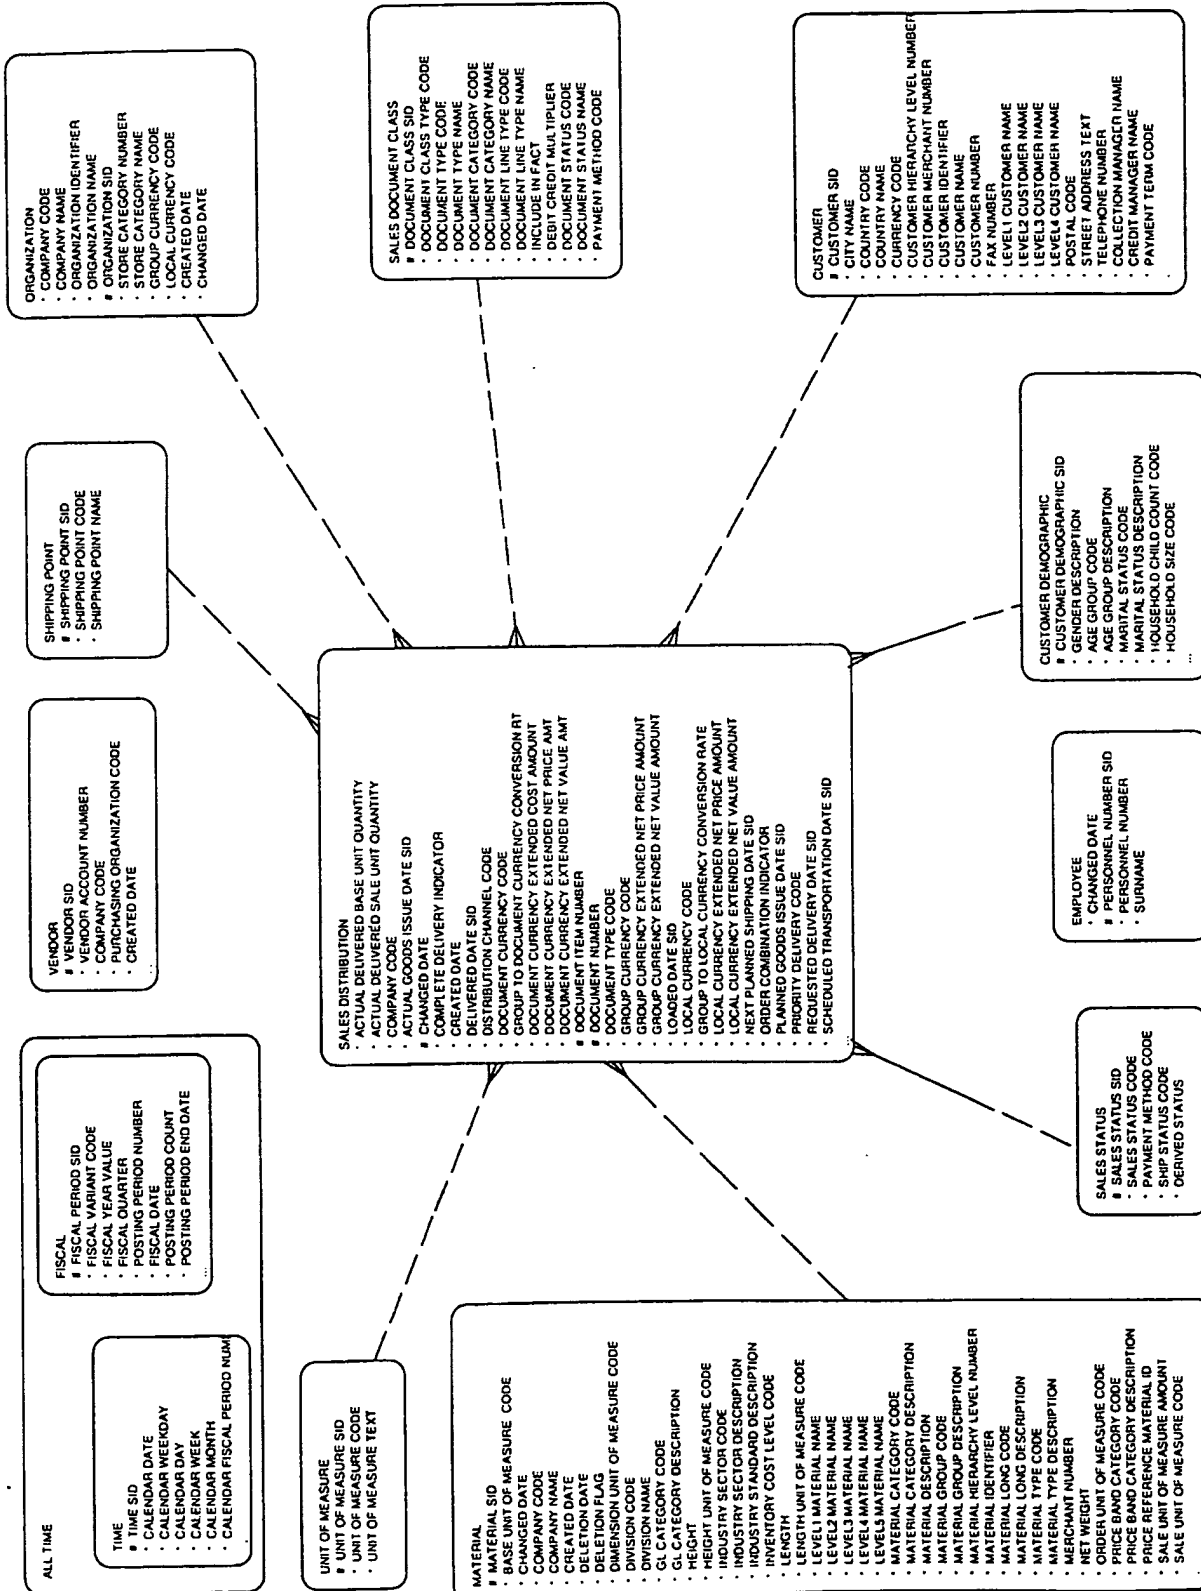 ALL TIME
TIME
# TIME SID
· CALENDAR DATE
· CALENDAR WEEKDAY
· CALENDAR DAY
· CALENDAR WEEK
· CALENDAR MONTH
· CALENDAR FISCAL PERIOD NUM
FISCAL
# FISCAL PERIOD SID
· FISCAL VARIANT CODE
· FISCAL YEAR VALUE
· FISCAL QUARTER
· POSTING PERIOD NUMBER
· FISCAL DATE
· POSTING PERIOD COUNT
· POSTING PERIOD END DATE
...
VENDOR
# VENDOR SID
· VENDOR ACCOUNT NUMBER
· COMPANY CODE
· PURCHASING ORGANIZATION CODE
· CREATED DATE
...
SHIPPING POINT
# SHIPPING POINT SID
· SHIPPING POINT CODE
· SHIPPING POINT NAME
ORGANIZATION
· COMPANY CODE
· COMPANY NAME
· ORGANIZATION IDENTIFIER
· ORGANIZATION NAME
# ORGANIZATION SID
· STORE CATEGORY NUMBER
· STORE CATEGORY NAME
· GROUP CURRENCY CODE
· LOCAL CURRENCY CODE
· CREATED DATE
· CHANGED DATE
UNIT OF MEASURE
# UNIT OF MEASURE SID
· UNIT OF MEASURE CODE
· UNIT OF MEASURE TEXT
SALES DISTRIBUTION
· ACTUAL DELIVERED BASE UNIT QUANTITY
· ACTUAL DELIVERED SALE UNIT QUANTITY
· COMPANY CODE
· ACTUAL GOODS ISSUE DATE SID
# CHANGED DATE
· COMPLETE DELIVERY INDICATOR
· CREATED DATE
· DELIVERED DATE SID
· DISTRIBUTION CHANNEL CODE
· DOCUMENT CURRENCY CODE
· GROUP TO DOCUMENT CURRENCY CONVERSION RT
· DOCUMENT CURRENCY EXTENDED COST AMOUNT
· DOCUMENT CURRENCY EXTENDED NET PRICE AMT
· DOCUMENT CURRENCY EXTENDED NET VALUE AMT
# DOCUMENT ITEM NUMBER
# DOCUMENT NUMBER
· DOCUMENT TYPE CODE
· GROUP CURRENCY CODE
· GROUP CURRENCY EXTENDED NET PRICE AMOUNT
· GROUP CURRENCY EXTENDED NET VALUE AMOUNT
· LOADED DATE SID
· LOCAL CURRENCY CODE
· GROUP TO LOCAL CURRENCY CONVERSION RATE
· LOCAL CURRENCY EXTENDED NET PRICE AMOUNT
· LOCAL CURRENCY EXTENDED NET VALUE AMOUNT
· NEXT PLANNED SHIPPING DATE SID
· ORDER COMBINATION INDICATOR
· PLANNED GOODS ISSUE DATE SID
· PRIORITY DELIVERY CODE
· REQUESTED DELIVERY DATE SID
· SCHEDULED TRANSPORTATION DATE SID
...
SALES DOCUMENT CLASS
# DOCUMENT CLASS SID
· DOCUMENT CLASS TYPE CODE
· DOCUMENT TYPE CODE
· DOCUMENT TYPE NAME
· DOCUMENT CATEGORY CODE
· DOCUMENT CATEGORY NAME
· DOCUMENT LINE TYPE CODE
· DOCUMENT LINE TYPE NAME
· INCLUDE IN FACT
· DEBIT CREDIT MULTIPLIER
· DOCUMENT STATUS CODE
· DOCUMENT STATUS NAME
· PAYMENT METHOD CODE
MATERIAL
# MATERIAL SID
· BASE UNIT OF MEASURE CODE
· CHANGED DATE
· COMPANY CODE
· COMPANY NAME
· CREATED DATE
· DELETION DATE
· DELETION FLAG
· DIMENSION UNIT OF MEASURE CODE
· DIVISION CODE
· DIVISION NAME
· GL CATEGORY CODE
· GL CATEGORY DESCRIPTION
· HEIGHT
· HEIGHT UNIT OF MEASURE CODE
· INDUSTRY SECTOR CODE
· INDUSTRY SECTOR DESCRIPTION
· INDUSTRY STANDARD DESCRIPTION
· INVENTORY COST LEVEL CODE
· LENGTH
· LENGTH UNIT OF MEASURE CODE
· LEVEL1 MATERIAL NAME
· LEVEL2 MATERIAL NAME
· LEVEL3 MATERIAL NAME
· LEVEL4 MATERIAL NAME
· LEVEL5 MATERIAL NAME
· MATERIAL CATEGORY CODE
· MATERIAL CATEGORY DESCRIPTION
· MATERIAL DESCRIPTION
· MATERIAL GROUP CODE
· MATERIAL GROUP DESCRIPTION
· MATERIAL HIERARCHY LEVEL NUMBER
· MATERIAL IDENTIFIER
· MATERIAL LONG CODE
· MATERIAL LONG DESCRIPTION
· MATERIAL TYPE CODE
· MATERIAL TYPE DESCRIPTION
· MERCHANT NUMBER
· NET WEIGHT
· ORDER UNIT OF MEASURE CODE
· PRICE BAND CATEGORY CODE
· PRICE BAND CATEGORY DESCRIPTION
· PRICE REFERENCE MATERIAL ID
· SALE UNIT OF MEASURE AMOUNT
· SALE UNIT OF MEASURE CODE
SALES STATUS
# SALES STATUS SID
· SALES STATUS CODE
· PAYMENT METHOD CODE
· SHIP STATUS CODE
· DERIVED STATUS
EMPLOYEE
· CHANGED DATE
# PERSONNEL NUMBER SID
· PERSONNEL NUMBER
· SURNAME
CUSTOMER DEMOGRAPHIC
# CUSTOMER DEMOGRAPHIC SID
· GENDER DESCRIPTION
· AGE GROUP CODE
· AGE GROUP DESCRIPTION
· MARITAL STATUS CODE
· MARITAL STATUS DESCRIPTION
· HOUSEHOLD CHILD COUNT CODE
· HOUSEHOLD SIZE CODE
...
CUSTOMER
# CUSTOMER SID
· CITY NAME
· COUNTRY CODE
· COUNTRY NAME
· CURRENCY CODE
· CUSTOMER HIERARCHY LEVEL NUMBER
· CUSTOMER MERCHANT NUMBER
· CUSTOMER IDENTIFIER
· CUSTOMER NAME
· CUSTOMER NUMBER
· FAX NUMBER
· LEVEL1 CUSTOMER NAME
· LEVEL2 CUSTOMER NAME
· LEVEL3 CUSTOMER NAME
· LEVEL4 CUSTOMER NAME
· POSTAL CODE
· STREET ADDRESS TEXT
· TELEPHONE NUMBER
· COLLECTION MANAGER NAME
· CREDIT MANAGER NAME
· PAYMENT TERM CODE